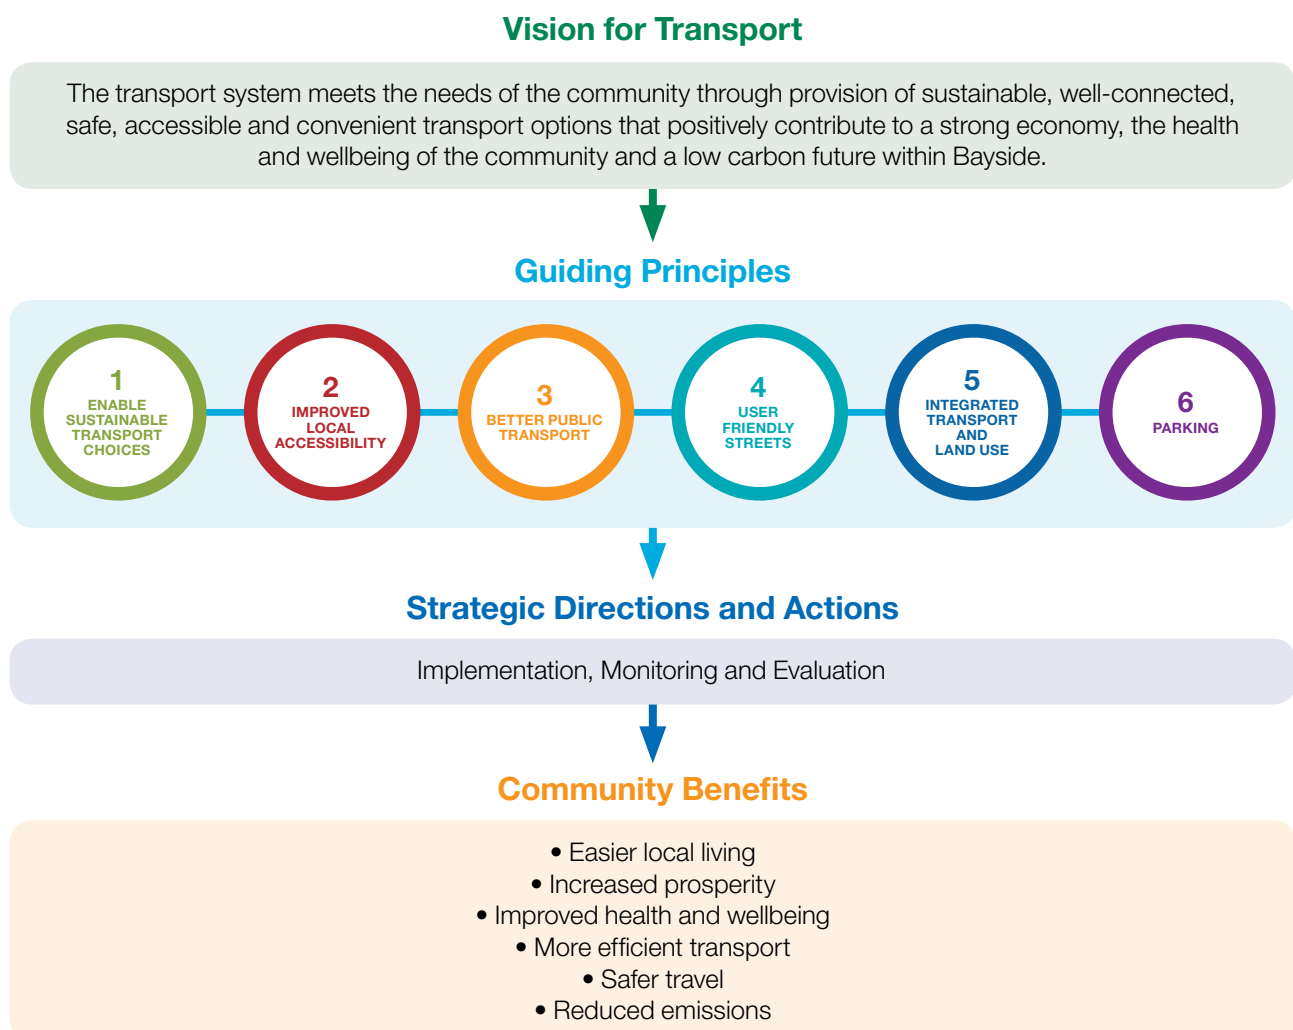 Vision for Transport
The transport system meets the needs of the community through provision of sustainable, well-connected,
safe, accessible and convenient transport options that positively contribute to a strong economy, the health
and wellbeing of the community and a low carbon future within Bayside.
Guiding Principles
1
ENABLE
SUSTAINABLE
TRANSPORT
CHOICES
2
IMPROVED
LOCAL
ACCESSIBILITY
3
BETTER PUBLIC
TRANSPORT
4
USER
FRIENDLY
STREETS
5
INTEGRATED
TRANSPORT
AND
LAND USE
6
PARKING
Strategic Directions and Actions
Implementation, Monitoring and Evaluation
Community Benefits
• Easier local living
• Increased prosperity
• Improved health and wellbeing
• More efficient transport
• Safer travel
• Reduced emissions